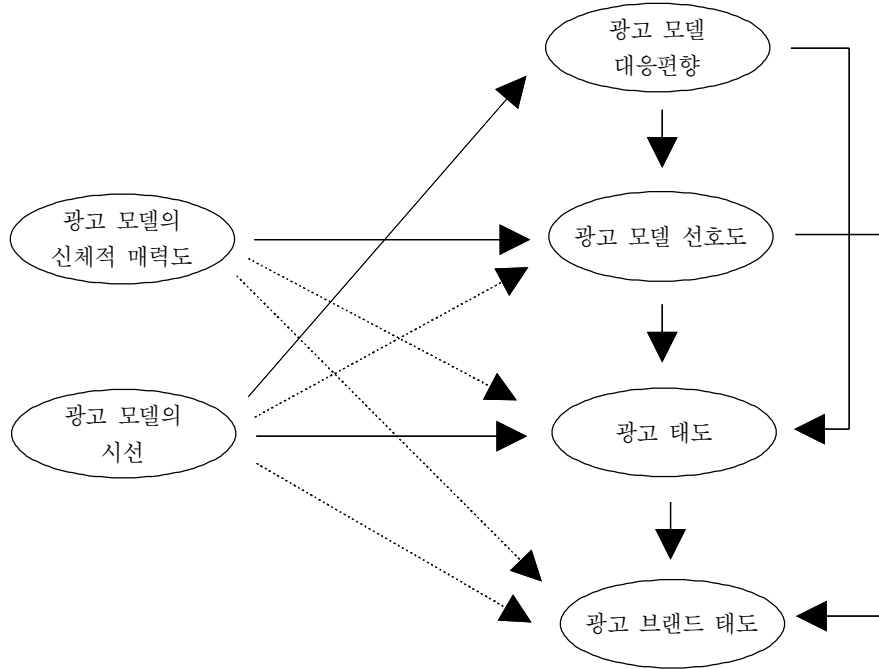 광고 모델
대응편향
광고 모델의
신체적 매력도
광고 모델 선호도
광고 모델의
시선
광고 태도
광고 브랜드 태도